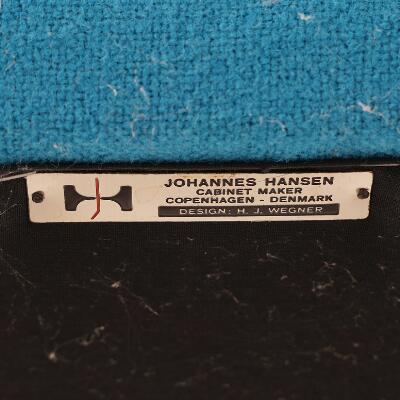 JOHANNES HANSEN
CABINET MAKER
COPENHAGEN - DENMARK
DESIGN: H. J. WEGNER